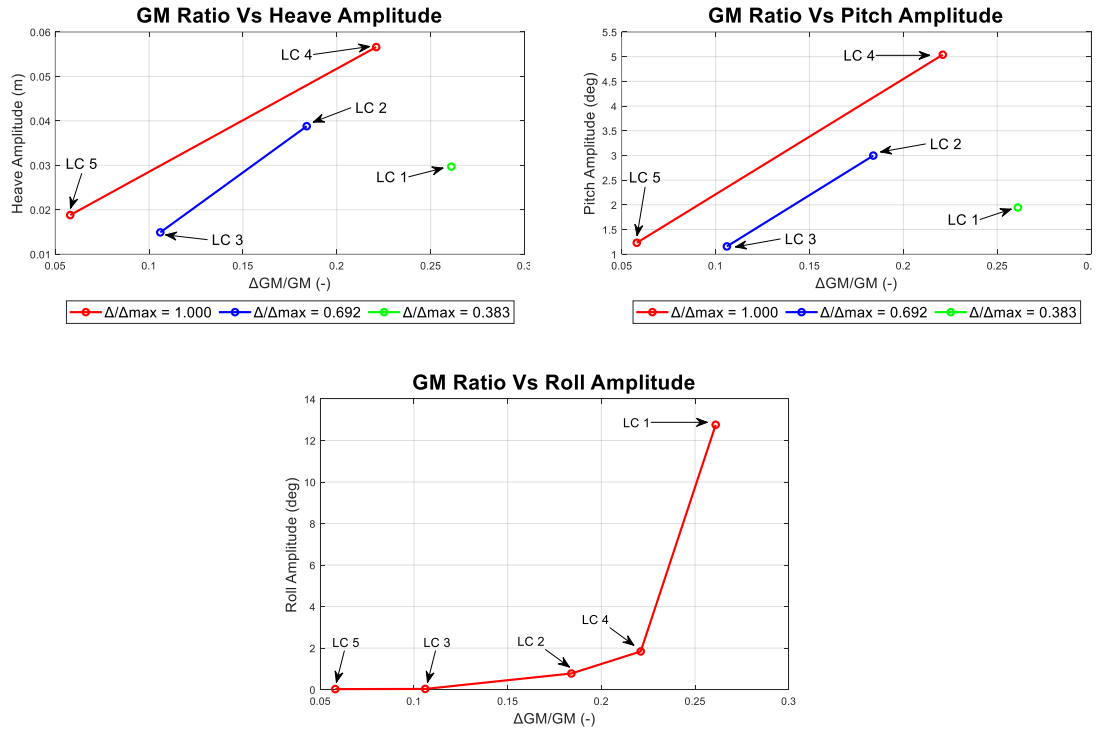 GM Ratio Vs Heave Amplitude
Heave Amplitude (m)
0.06
0.05
0.04
0.03
0.02
0.01
LC 4
LC 2
LC 5
LC 1
LC 3
0.05 0.1 0.15 0.2 0.25 0.3
ΔGM/GM (-)
Δ/Δmax = 1.000 Δ/Δmax = 0.692 Δ/Δmax = 0.383
GM Ratio Vs Pitch Amplitude
Pitch Amplitude (deg)
5.5
5
4.5
4
3.5
3
2.5
2
1.5
1
LC 4
LC 2
LC 5
LC 1
LC 3
0.05 0.1 0.15 0.2 0.25
ΔGM/GM (-)
Δ/Δmax = 1.000 Δ/Δmax = 0.692 Δ/Δmax = 0.383
GM Ratio Vs Roll Amplitude
Roll Amplitude (deg)
14
12
10
8
6
4
2
0
LC 1
LC 4
LC 5
LC 3
LC 2
0.05 0.1 0.15 0.2 0.25 0.3
ΔGM/GM (-)